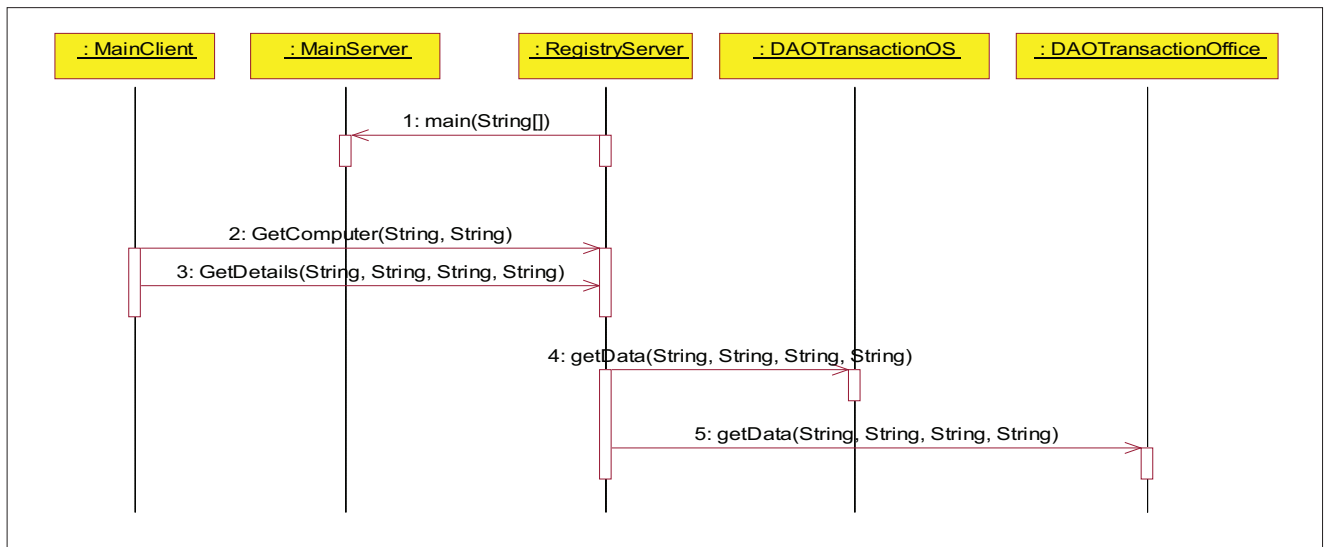 : MainClient
: MainServer
: RegistryServer
: DAOTransactionOS
: DAOTransactionOffice
1: main(String[])
2: GetComputer(String, String)
3: GetDetails(String, String, String, String)
4: getData(String, String, String, String)
5: getData(String, String, String, String)